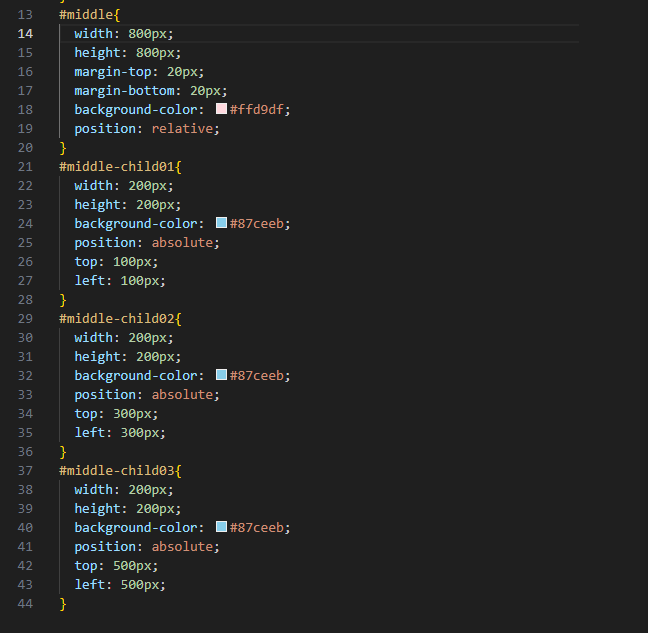 13 #middle{
14 width: 800px;
15 height: 800px;
16 margin-top: 20px;
17 margin-bottom: 20px;
18 background-color: #ffd9df;
19 position: relative;
20 }
21 #middle-child01{
22 width: 200px;
23 height: 200px;
24 background-color: #87ceeb;
25 position: absolute;
26 top: 100px;
27 left: 100px;
28 }
29 #middle-child02{
30 width: 200px;
31 height: 200px;
32 background-color: #87ceeb;
33 position: absolute;
34 top: 300px;
35 left: 300px;
36 }
37 #middle-child03{
38 width: 200px;
39 height: 200px;
40 background-color: #87ceeb;
41 position: absolute;
42 top: 500px;
43 left: 500px;
44 }